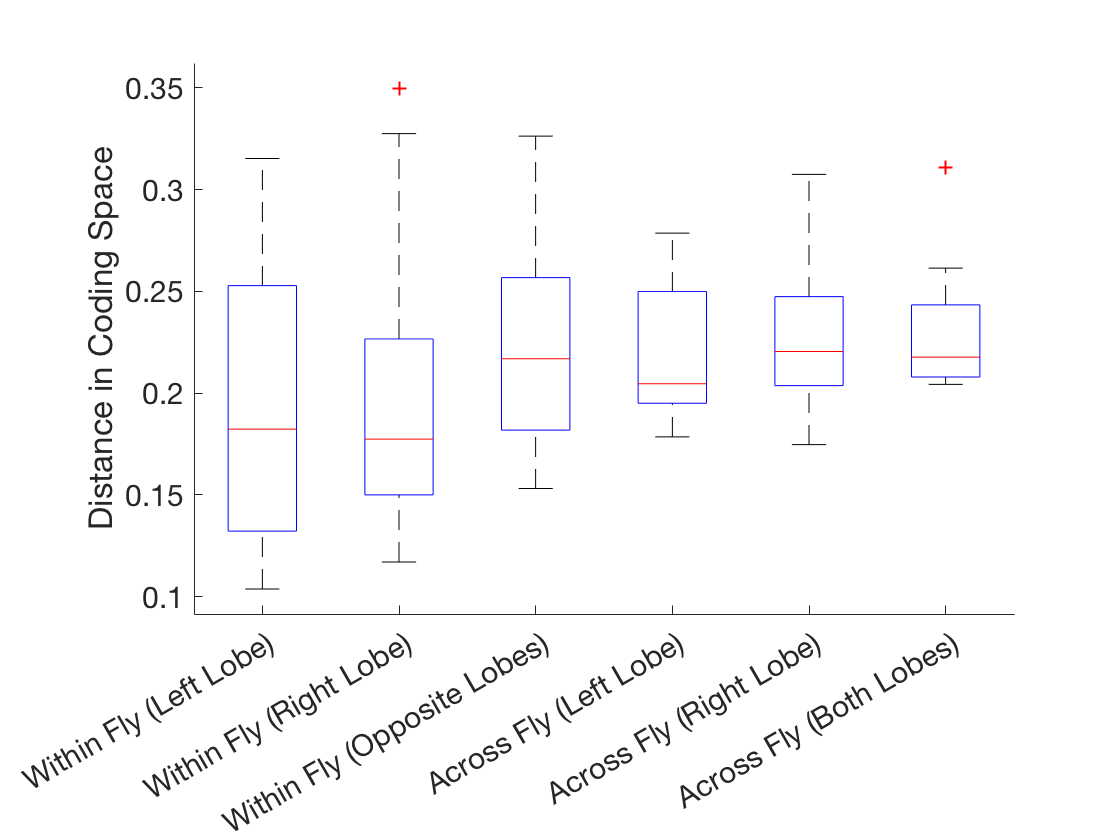 Distance in Coding Space
0.35
0.3
0.25
0.2
0.15
0.1
Within Fly (Left Lobe)
Within Fly (Right Lobe)
Within Fly (Opposite Lobes)
Across Fly (Left Lobe)
Across Fly (Right Lobe)
Across Fly (Both Lobes)